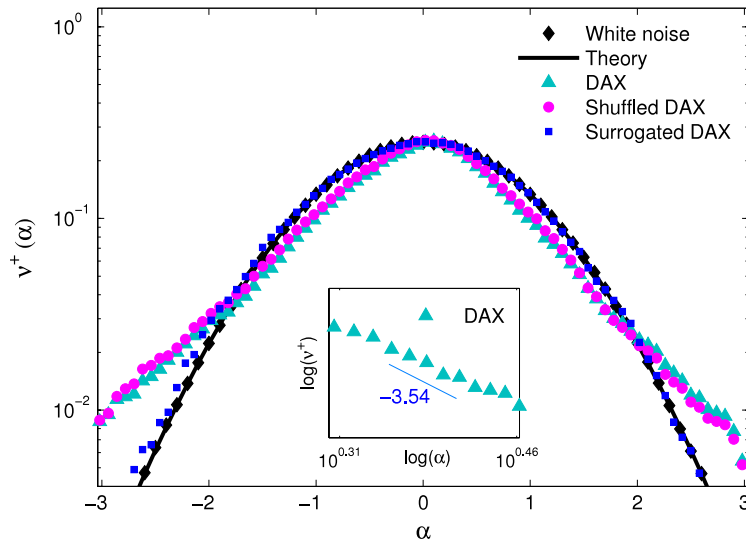 10^0
White noise
Theory
DAX
Shuffled DAX
Surrogated DAX
10^−1
ν^+(α)
10^−2
DAX
log(ν^+)
−3.54
10^0.31
log(α)
10^0.46
−3 −2 −1 0 1 2 3
α